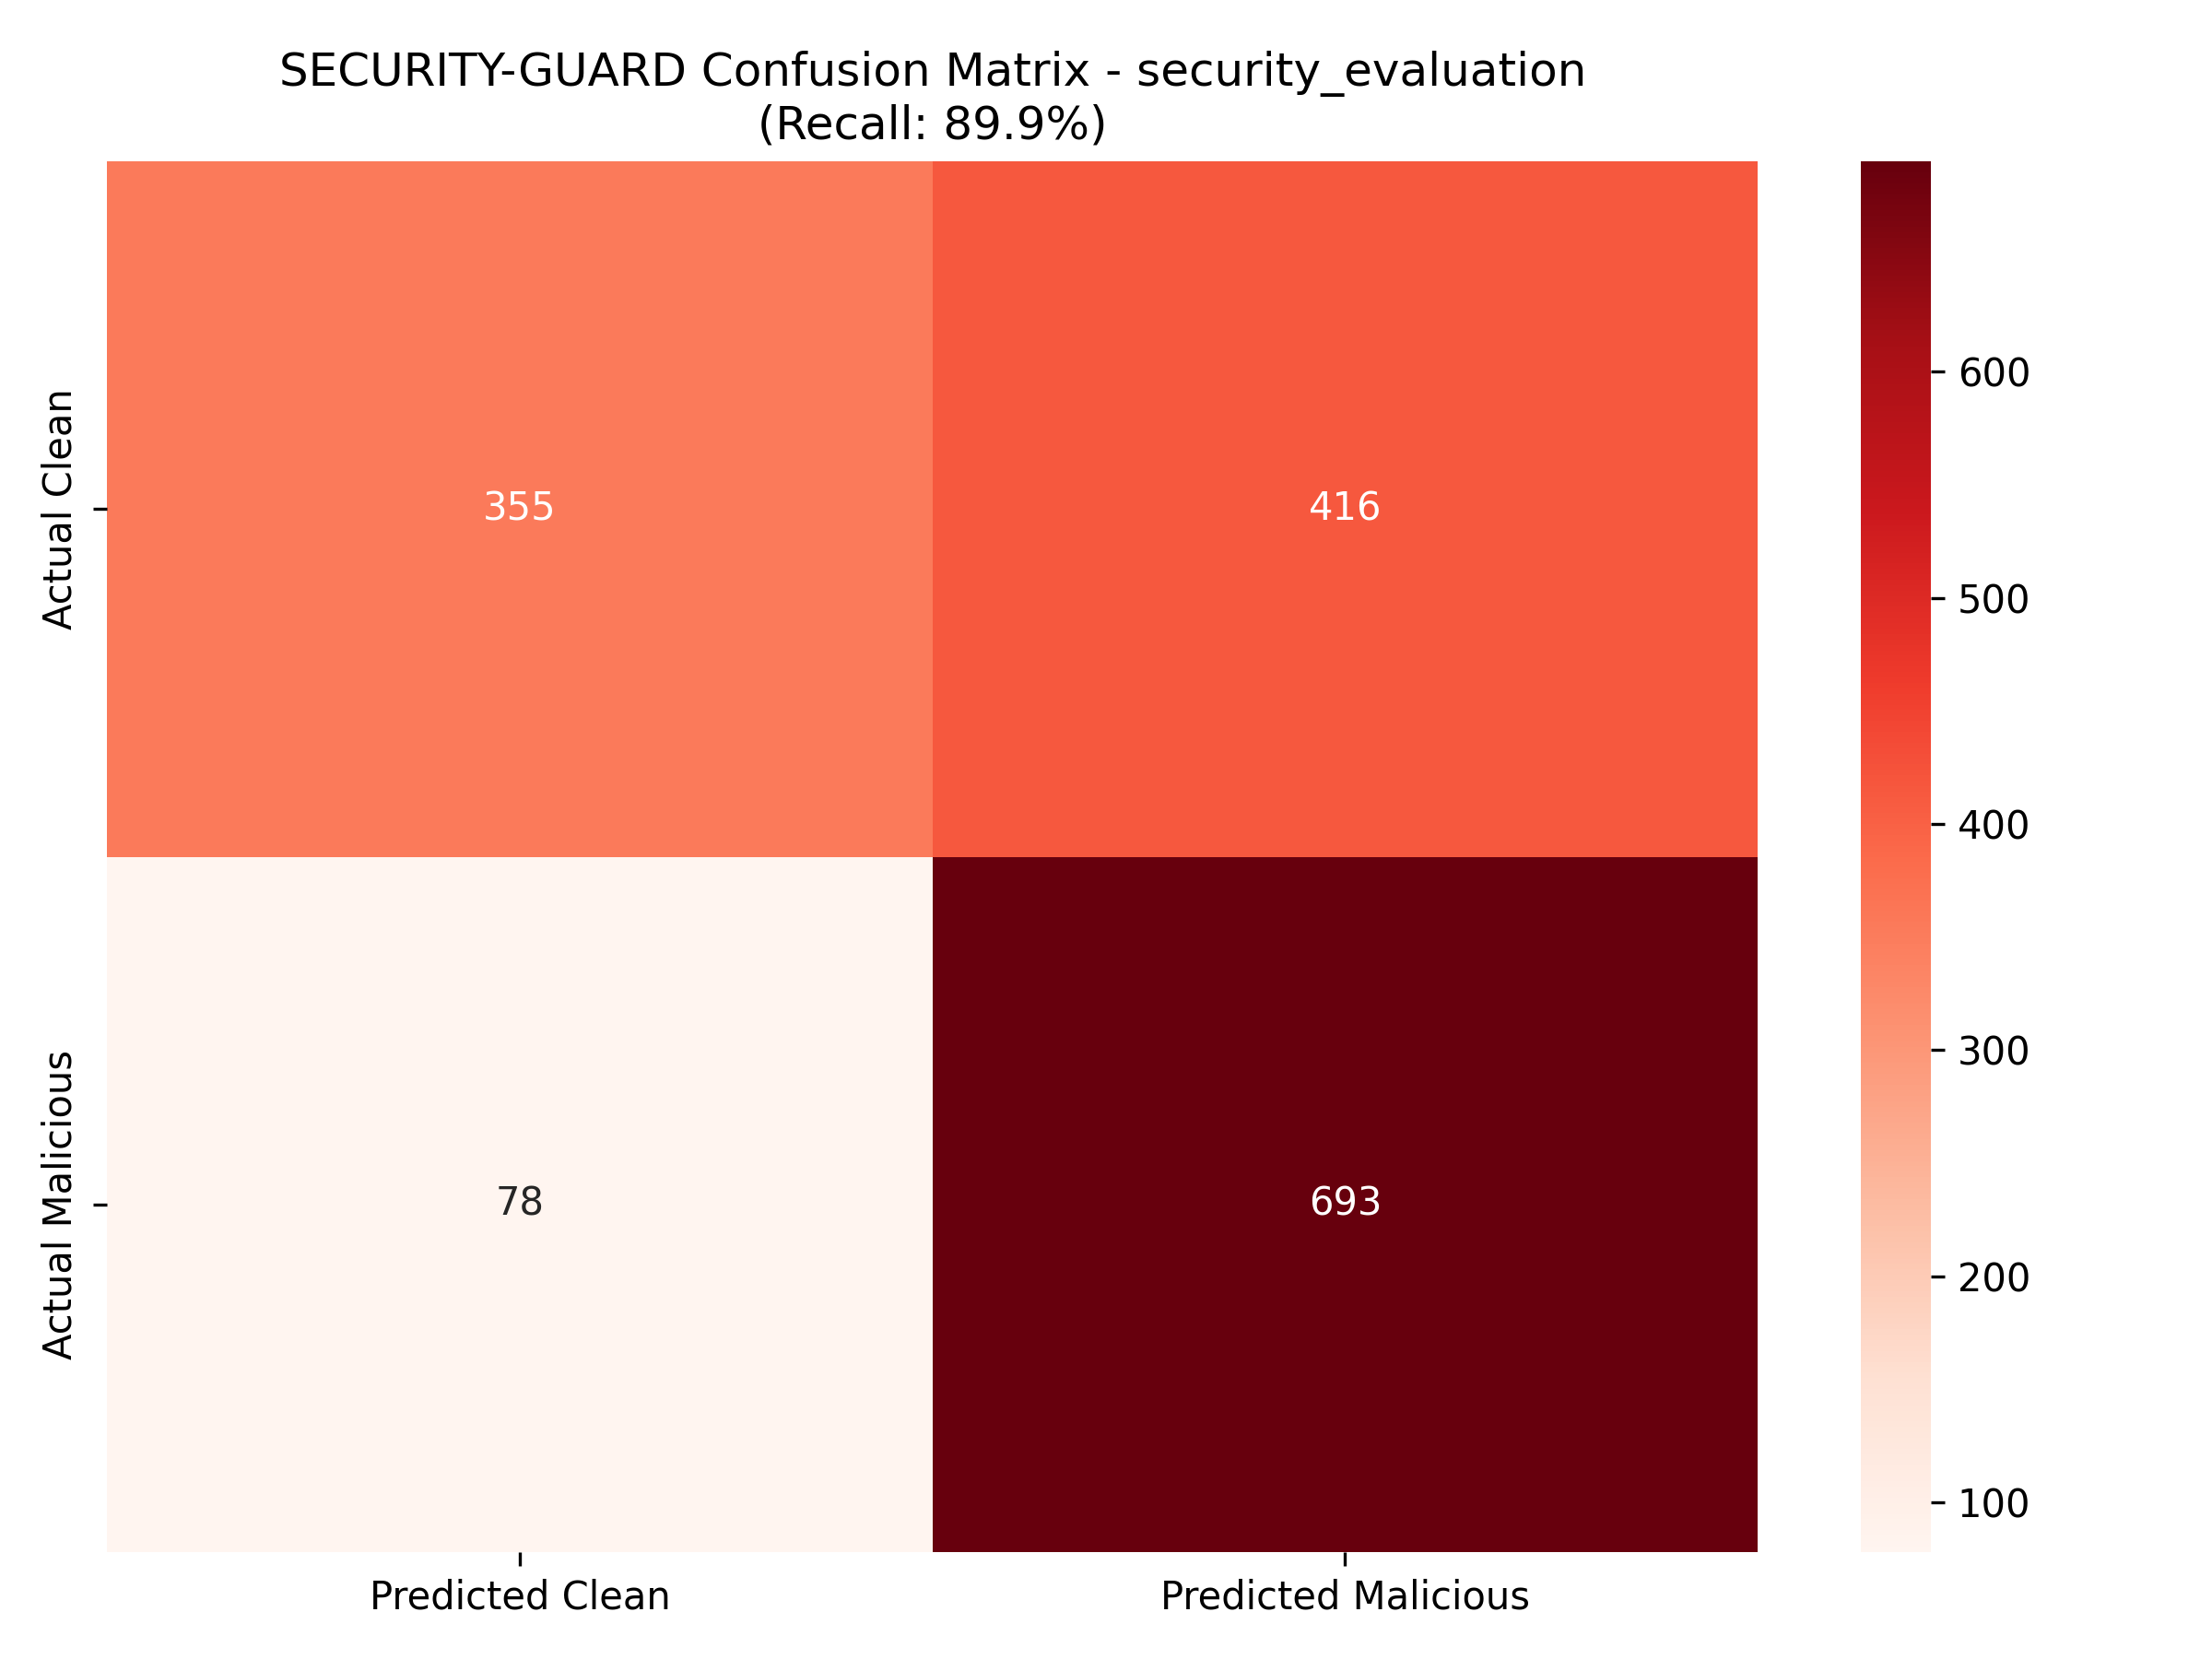 SECURITY-GUARD Confusion Matrix - security_evaluation
(Recall: 89.9%)
Actual Clean
355
416
Actual Malicious
78
693
Predicted Clean
Predicted Malicious
600
500
400
300
200
100